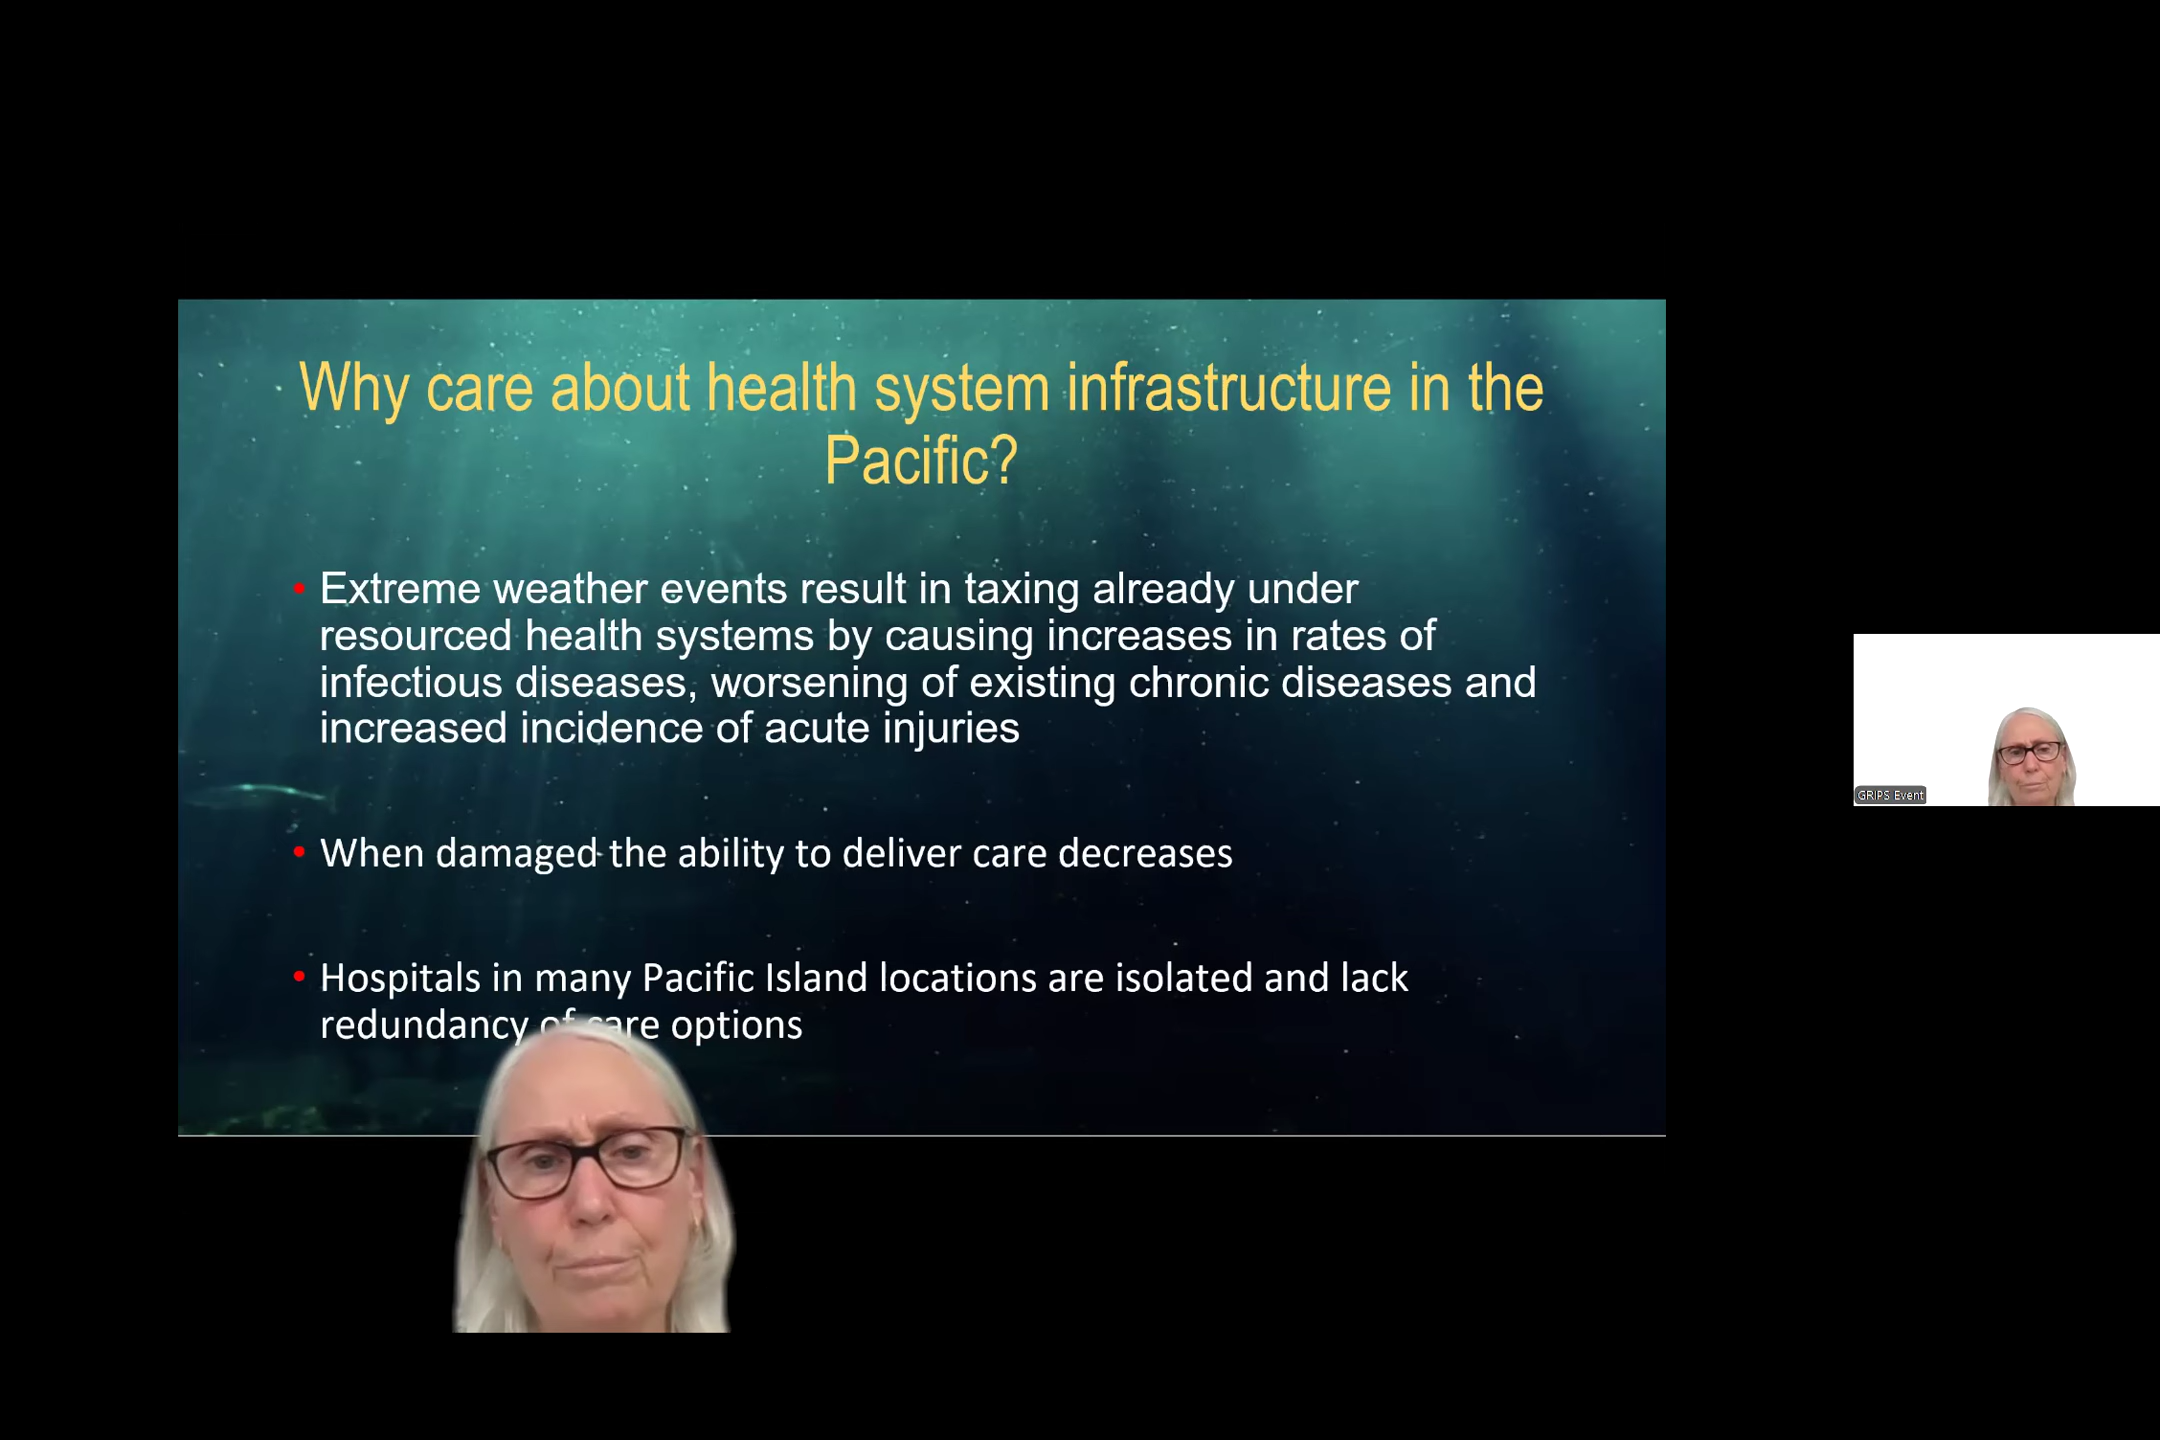 Why care about health system infrastructure in the
Pacific?
• Extreme weather events result in taxing already under
resourced health systems by causing increases in rates of
infectious diseases, worsening of existing chronic diseases and
increased incidence of acute injuries
• When damaged the ability to deliver care decreases
• Hospitals in many Pacific Island locations are isolated and lack
redundancy of care options
GRIPS Event